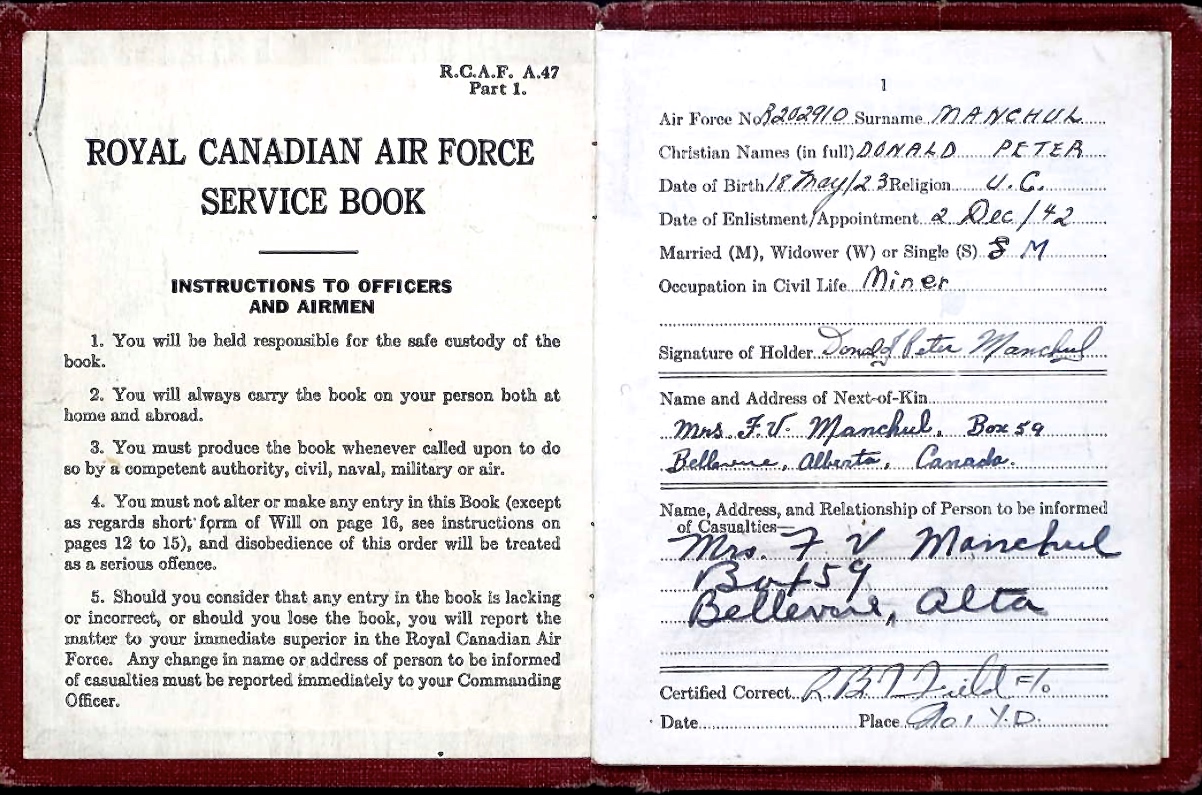 R.C.A.F. A.47
Part 1.
ROYAL CANADIAN AIR FORCE
SERVICE BOOK
INSTRUCTIONS TO OFFICERS
AND AIRMEN
1. You will be held responsible for the safe custody of the
book.
2. You will always carry the book on your person both at
home and abroad.
3. You must produce the book whenever called upon to do
so by a competent authority, civil, naval, military or air.
4. You must not alter or make any entry in this Book (except
as regards short form of Will on page 16, see instructions on
pages 12 to 15), and disobedience of this order will be treated
as a serious offence.
5. Should you consider that any entry in the book is lacking
or incorrect, or should you lose the book, you will report the
matter to your immediate superior in the Royal Canadian Air
Force. Any change in name or address of person to be informed
of casualties must be reported immediately to your Commanding
Officer.
1
Air Force No R202910 Surname MANCHUL
Christian Names (in full) DONALD PETER
Date of Birth 18 May/23 Religion U.C.
Date of Enlistment/Appointment 2 Dec/42
Married (M), Widower (W) or Single (S) S M
Occupation in Civil Life Miner
Signature of Holder Donald Peter Manchul
Name and Address of Next-of-Kin
Mrs F.V. Manchul, Box 59
Bellevue, Alberta, Canada.
Name, Address, and Relationship of Person to be informed
of Casualties—
Mrs. F V Manchul
Box 59
Bellevue, Alta
Certified Correct F/O
Date Place No 1 Y.D.